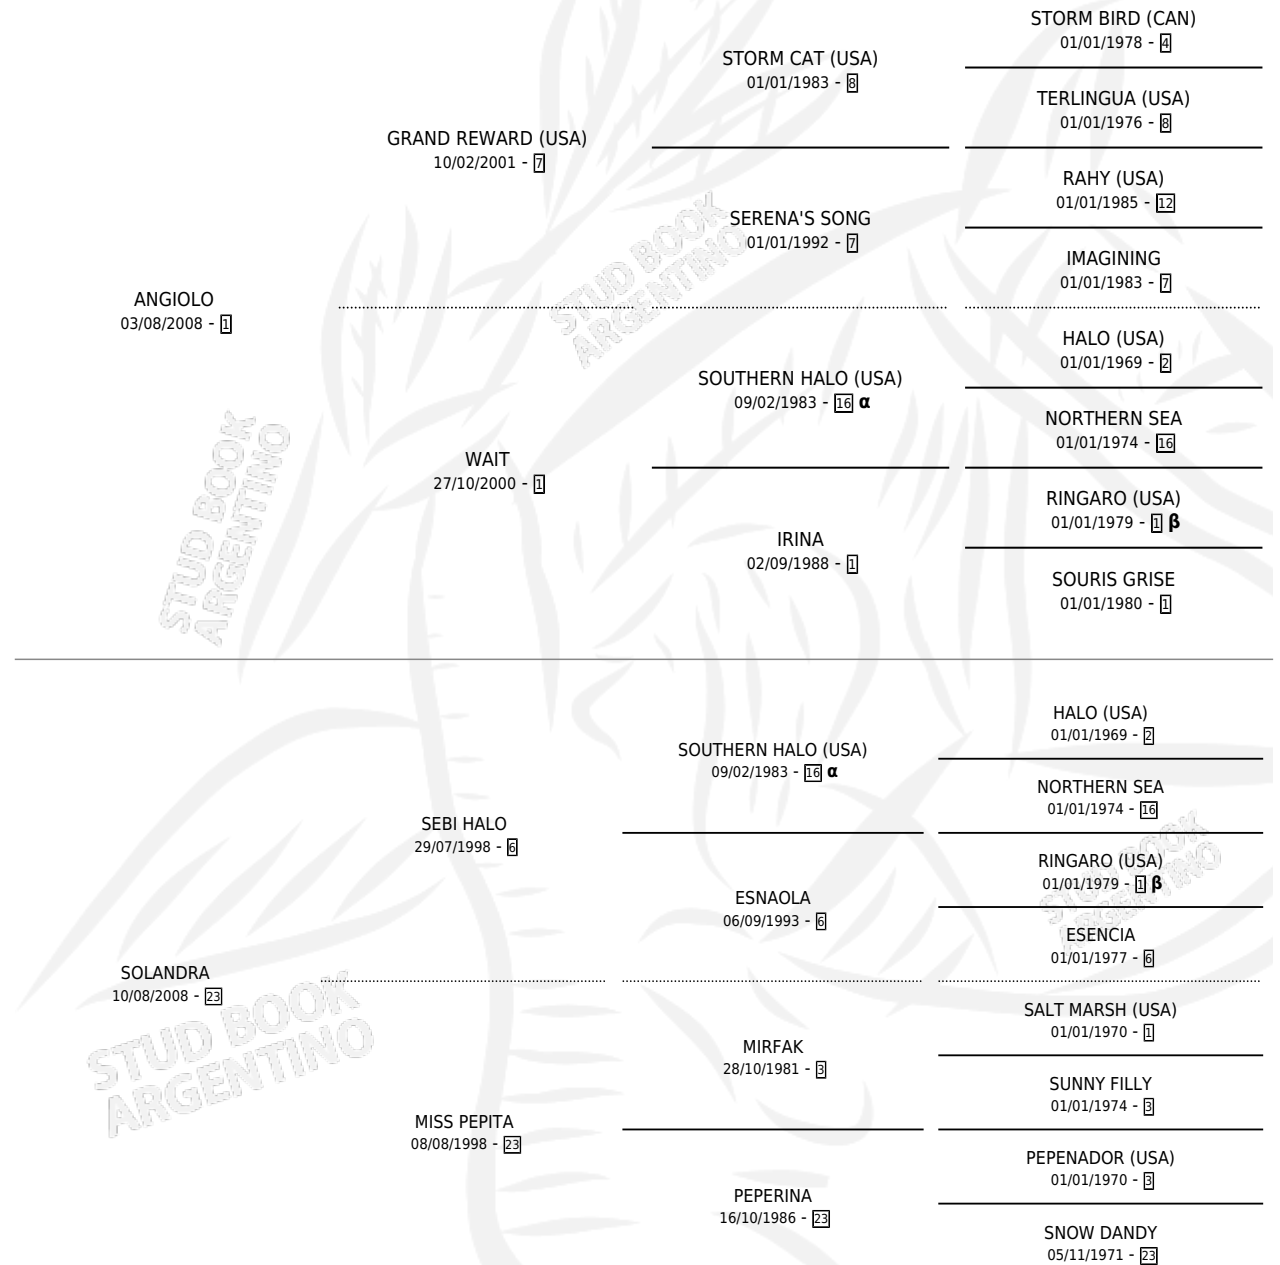 STORM BIRD (CAN)
01/01/1978 - 4
STORM CAT (USA)
01/01/1983 - 8
TERLINGUA (USA)
01/01/1976 - 8
GRAND REWARD (USA)
10/02/2001 - 7
RAHY (USA)
01/01/1985 - 12
SERENA'S SONG
01/01/1992 - 7
IMAGINING
01/01/1983 - 7
ANGIOLO
03/08/2008 - 1
HALO (USA)
01/01/1969 - 2
SOUTHERN HALO (USA)
09/02/1983 - 16 α
NORTHERN SEA
01/01/1974 - 16
WAIT
27/10/2000 - 1
RINGARO (USA)
01/01/1979 - 1 β
IRINA
02/09/1988 - 1
SOURIS GRISE
01/01/1980 - 1
HALO (USA)
01/01/1969 - 2
SOUTHERN HALO (USA)
09/02/1983 - 16 α
NORTHERN SEA
01/01/1974 - 16
SEBI HALO
29/07/1998 - 6
RINGARO (USA)
01/01/1979 - 1 β
ESNAOLA
06/09/1993 - 6
ESENCIA
01/01/1977 - 6
SOLANDRA
10/08/2008 - 23
SALT MARSH (USA)
01/01/1970 - 1
MIRFAK
28/10/1981 - 3
SUNNY FILLY
01/01/1974 - 3
MISS PEPITA
08/08/1998 - 23
PEPENADOR (USA)
01/01/1970 - 3
PEPERINA
16/10/1986 - 23
SNOW DANDY
05/11/1971 - 23
STUD BOOK
ARGENTINO
STUD BOOK
ARGENTINO
STUD BOOK
ARGENTINO
STUD BOOK
ARGENTINO